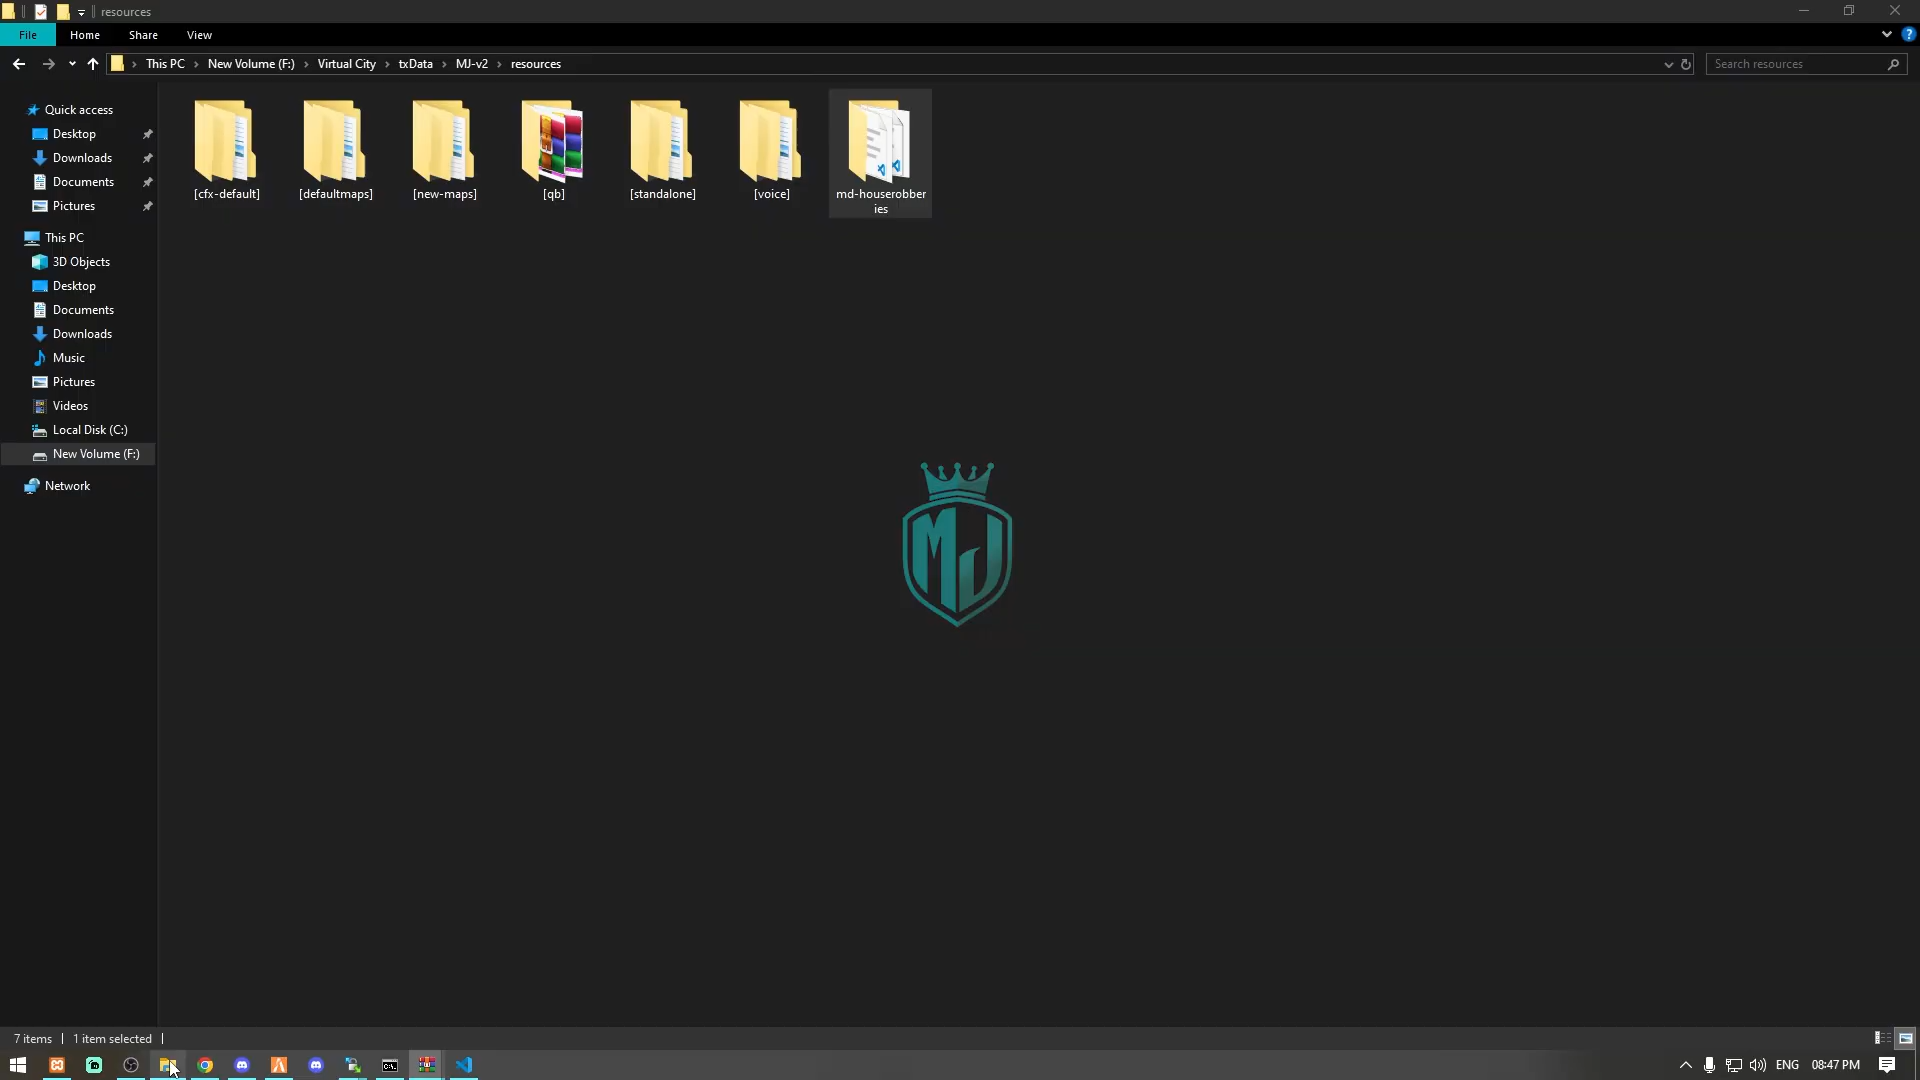 resources
File Home Share View
This PC New Volume (F:) Virtual City txData MJ-v2 resources
Search resources
Quick access
Desktop
Downloads
Documents
Pictures
This PC
3D Objects
Desktop
Documents
Downloads
Music
Pictures
Videos
Local Disk (C:)
New Volume (F:)
Network
[cfx-default]
[defaultmaps]
[new-maps]
[qb]
[standalone]
[voice]
md-houserobber
ies
MJ
7 items 1 item selected
ENG 08:47 PM